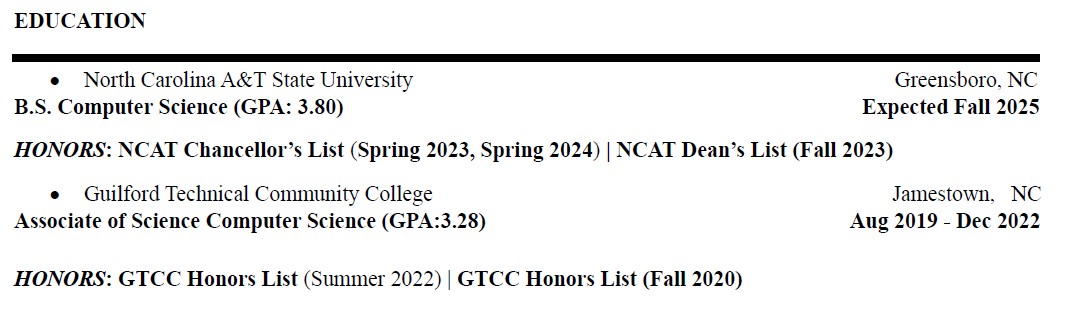 EDUCATION
• North Carolina A&T State University Greensboro, NC
B.S. Computer Science (GPA: 3.80) Expected Fall 2025
HONORS: NCAT Chancellor’s List (Spring 2023, Spring 2024) | NCAT Dean’s List (Fall 2023)
• Guilford Technical Community College Jamestown, NC
Associate of Science Computer Science (GPA:3.28) Aug 2019 - Dec 2022
HONORS: GTCC Honors List (Summer 2022) | GTCC Honors List (Fall 2020)